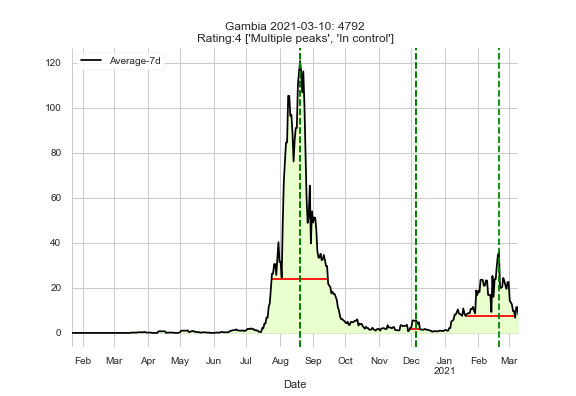 Gambia 2021-03-10: 4792
Rating:4 ['Multiple peaks', 'In control']
Average-7d
120
100
80
60
40
20
0
Feb Mar Apr May Jun Jul Aug Sep Oct Nov Dec Jan Feb Mar
2021
Date